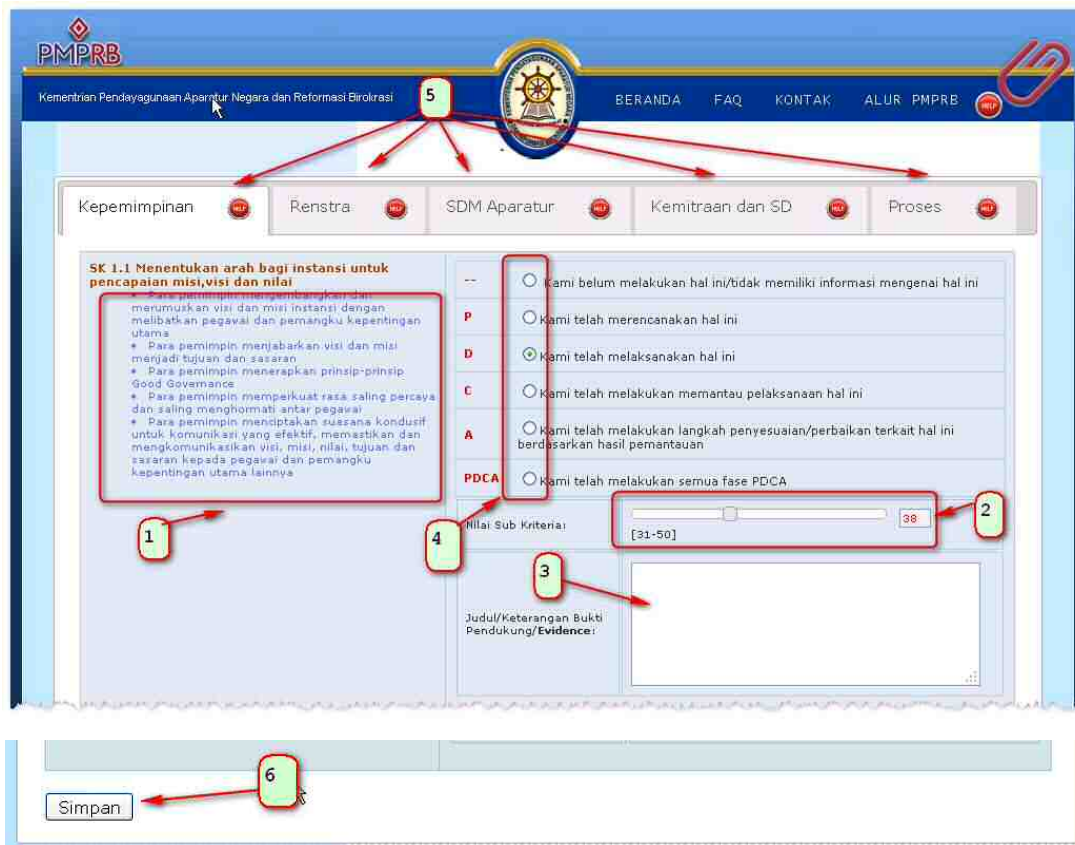 PMPRB
Kementrian Pendayagunaan Aparatur Negara dan Reformasi Birokrasi
5
BERANDA FAQ KONTAK ALUR PMPRB HELP
Kepemimpinan HELP Renstra HELP SDM Aparatur HELP Kemitraan dan SD HELP Proses HELP
SK 1.1 Menentukan arah bagi instansi untuk
pencapaian misi,visi dan nilai
• Para pemimpin mengembangkan dan
merumuskan visi dan misi instansi dengan
melibatkan pegawai dan pemangku kepentingan
utama
• Para pemimpin menjabarkan visi dan misi
menjadi tujuan dan sasaran
• Para pemimpin menerapkan prinsip-prinsip
Good Governance
• Para pemimpin memperkuat rasa saling percaya
dan saling menghormati antar pegawai
• Para pemimpin menciptakan suasana kondusif
untuk komunikasi yang efektif, memastikan dan
mengkomunikasikan visi, misi, nilai, tujuan dan
sasaran kepada pegawai dan pemangku
kepentingan utama lainnya
1
-- Kami belum melakukan hal ini/tidak memiliki informasi mengenai hal ini
P Kami telah merencanakan hal ini
D Kami telah melaksanakan hal ini
C Kami telah melakukan memantau pelaksanaan hal ini
A Kami telah melakukan langkah penyesuaian/perbaikan terkait hal ini
berdasarkan hasil pemantauan
PDCA Kami telah melakukan semua fase PDCA
4
Nilai Sub Kriteria:
38
[31-50]
2
3
Judul/Keterangan Bukti
Pendukung/Evidence:
6
Simpan